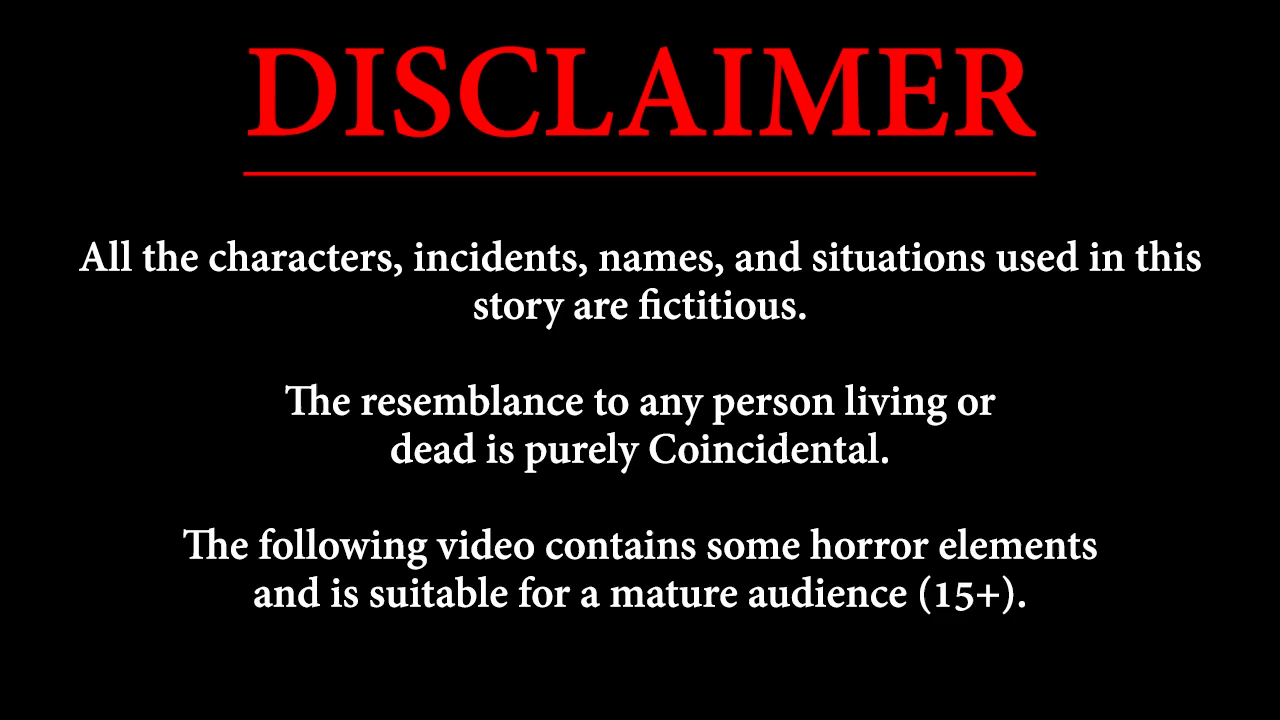 DISCLAIMER
All the characters, incidents, names, and situations used in this
story are fictitious.
The resemblance to any person living or
dead is purely Coincidental.
The following video contains some horror elements
and is suitable for a mature audience (15+).